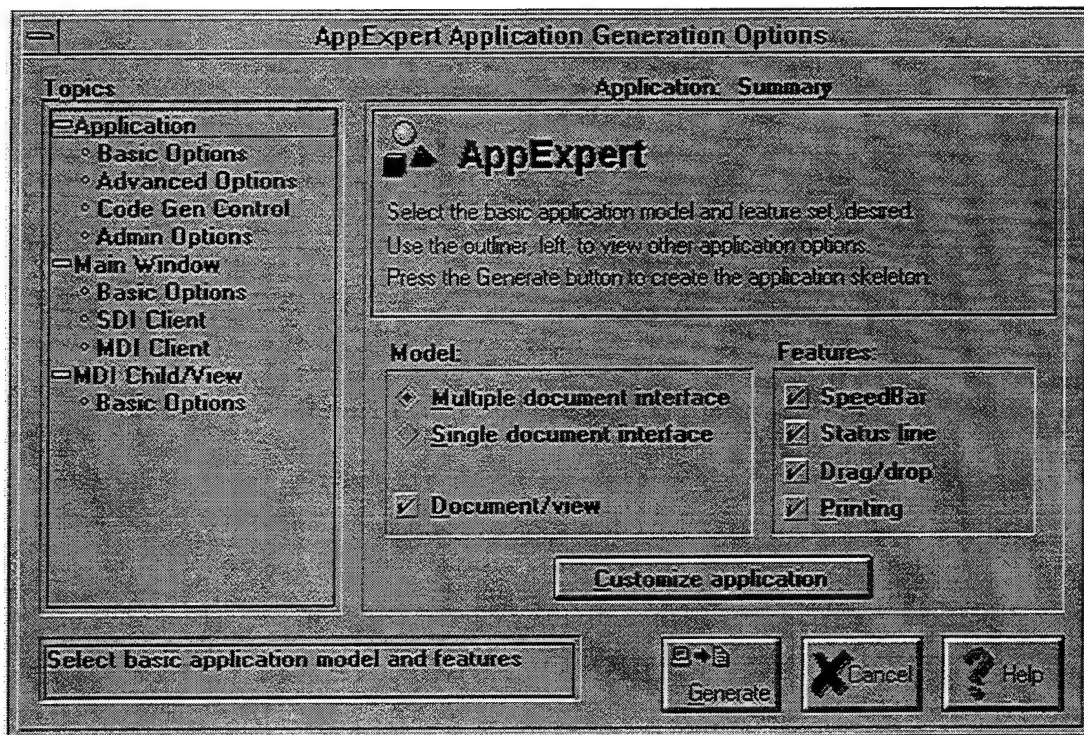 AppExpert Application Generation Options
Topics
Application
Basic Options
Advanced Options
Code Gen Control
Admin Options
Main Window
Basic Options
SDI Client
MDI Client
MDI Child/View
Basic Options
Application: Summary
AppExpert
Select the basic application model and feature set, desired.
Use the outliner, left, to view other application options.
Press the Generate button to create the application skeleton.
Model:
Multiple document interface
Single document interface
Document/view
Features:
SpeedBar
Status line
Drag/drop
Printing
Customize application
Select basic application model and features
Generate
Cancel
Help